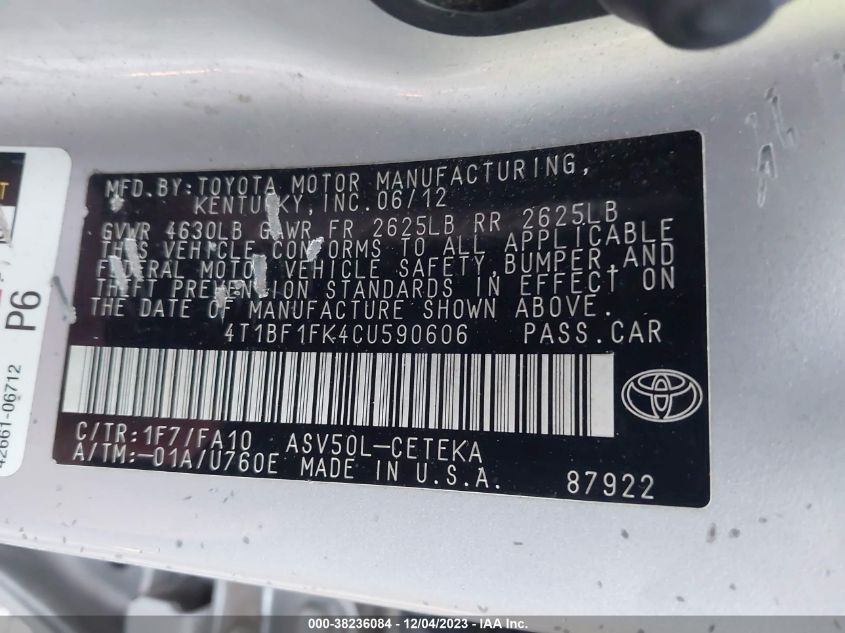 MFD.BY:TOYOTA MOTOR MANUFACTURING,
KENTUCKY,INC.06/12
GVWR 4630LB GAWR FR 2625LB RR 2625LB
THIS VEHICLE CONFORMS TO ALL APPLICABLE
FEDERAL MOTOR VEHICLE SAFETY,BUMPER,AND
THEFT PREVENSION STANDARDS IN EFFECT ON
THE DATE OF MANUFACTURE SHOWN ABOVE.
4T1BF1FK4CU590606 PASS.CAR
C/TR:1F7/FA10 ASV50L-CETEKA
A/TM:-01A/U760E MADE IN U.S.A.
87922
P6
42661-06712
000-38236084 - 12/04/2023 - IAA Inc.